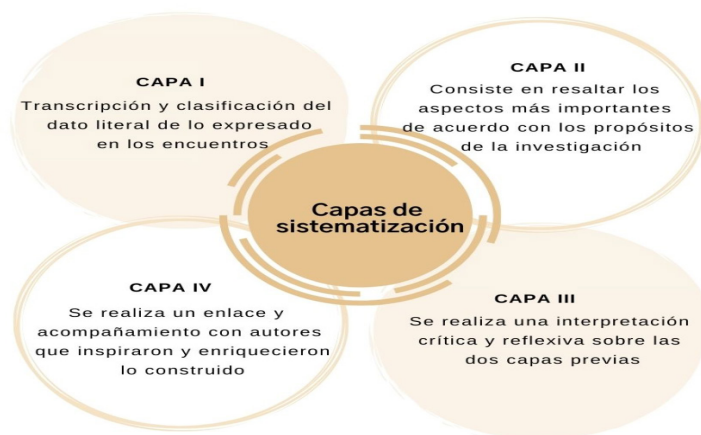 CAPA I
Transcripción y clasificación del
dato literal de lo expresado
en los encuentros
CAPA II
Consiste en resaltar los
aspectos más importantes
de acuerdo con los propósitos
de la investigación
Capas de
sistematización
CAPA III
Se realiza una interpretación
crítica y reflexiva sobre las
dos capas previas
CAPA IV
Se realiza un enlace y
acompañamiento con autores
que inspiraron y enriquecieron
lo construido